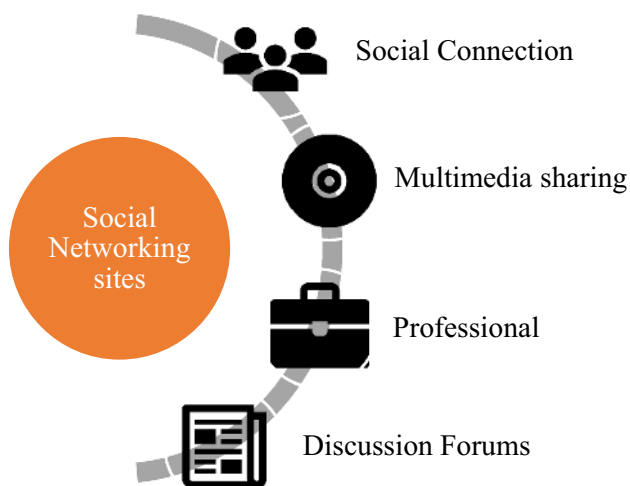 Social Connection
Multimedia sharing
Social
Networking
sites
Professional
Discussion Forums